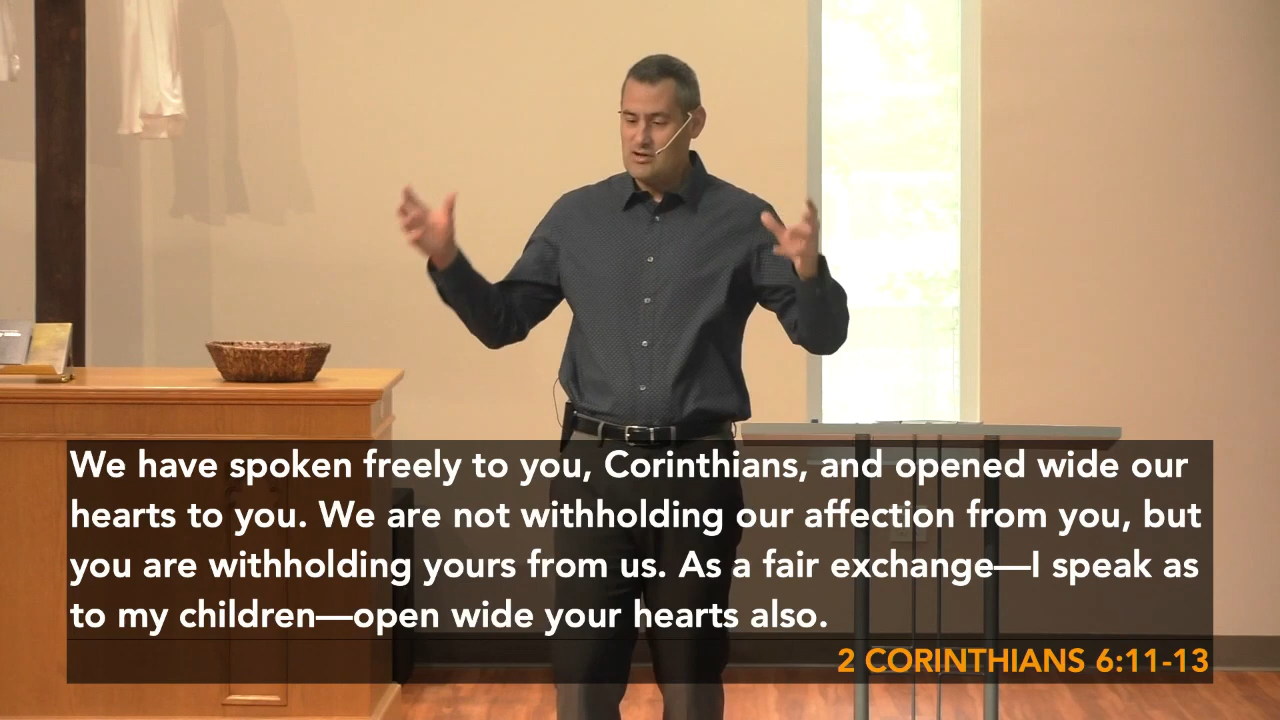 We have spoken freely to you, Corinthians, and opened wide our
hearts to you. We are not withholding our affection from you, but
you are withholding yours from us. As a fair exchange—I speak as
to my children—open wide your hearts also.
2 CORINTHIANS 6:11-13